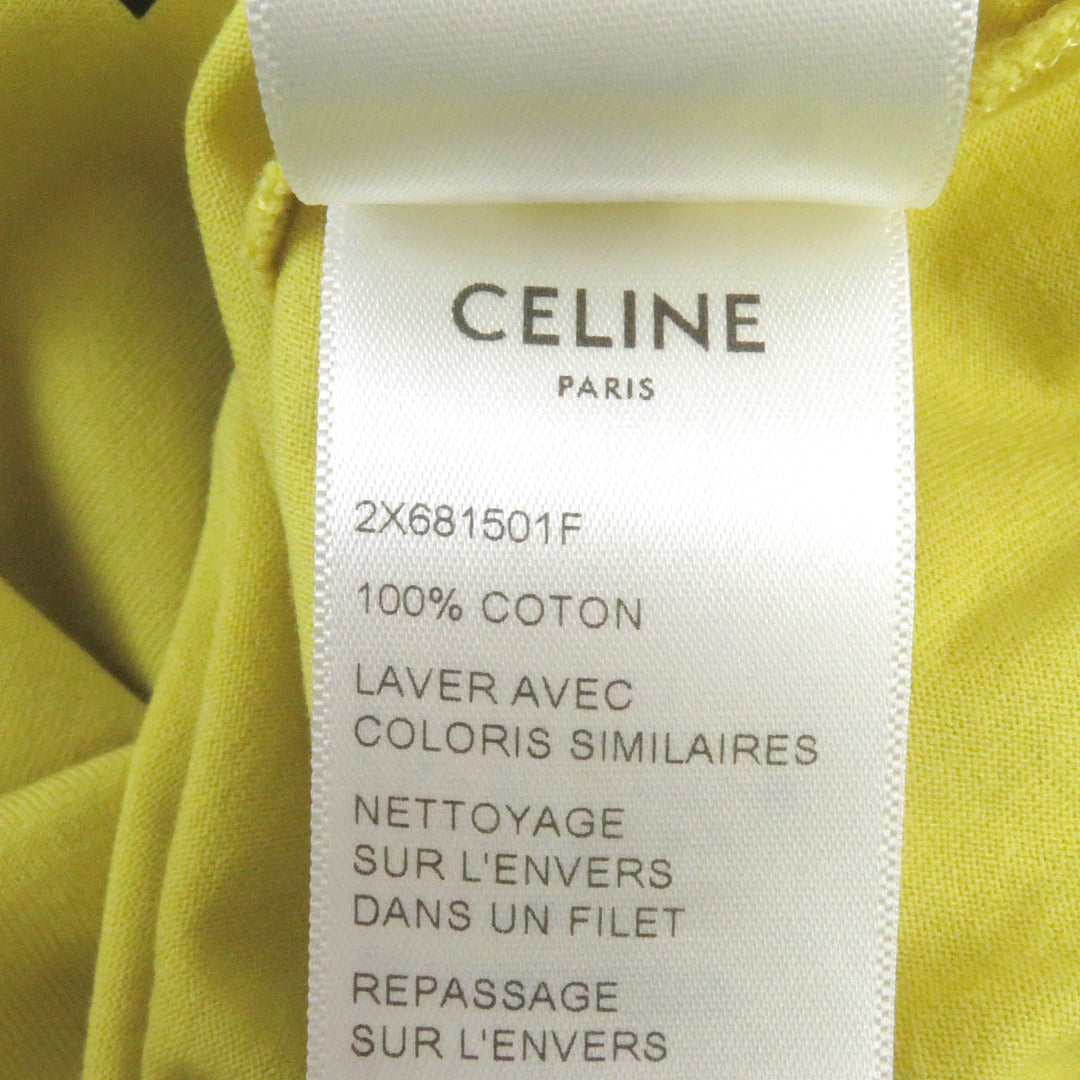 CELINE
PARIS
2X681501F
100% COTON
LAVER AVEC
COLORIS SIMILAIRES
NETTOYAGE
SUR L'ENVERS
DANS UN FILET
REPASSAGE
SUR L'ENVERS